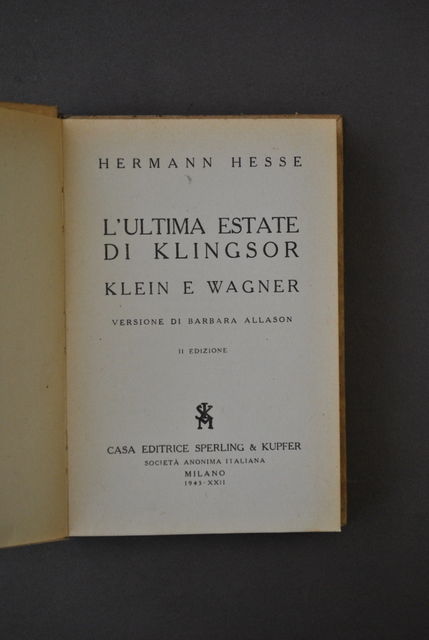 HERMANN HESSE
L'ULTIMA ESTATE
DI KLINGSOR
KLEIN E WAGNER
VERSIONE DI BARBARA ALLASON
II EDIZIONE
SKM
CASA EDITRICE SPERLING & KUPFER
SOCIETÀ ANONIMA ITALIANA
MILANO
1943-XXII